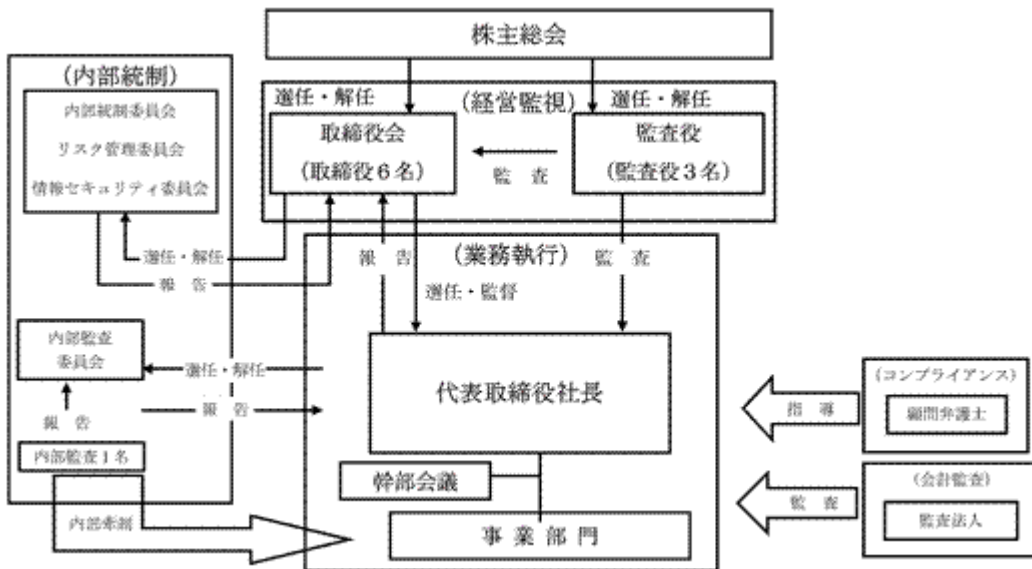 株主総会
(内部統制)
内部統制委員会
リスク管理委員会
情報セキュリティ委員会
選任・解任
(経営監視)
選任・解任
取締役会
(取締役6名)
監査
監査役
(監査役3名)
選任・解任
報告
報告
(業務執行)
監査
選任・監督
内部監査
委員会
選任・解任
報告
報告
内部監査1名
内部牽制
代表取締役社長
幹部会議
事業部門
指導
(コンプライアンス)
顧問弁護士
監査
(会計監査)
監査法人